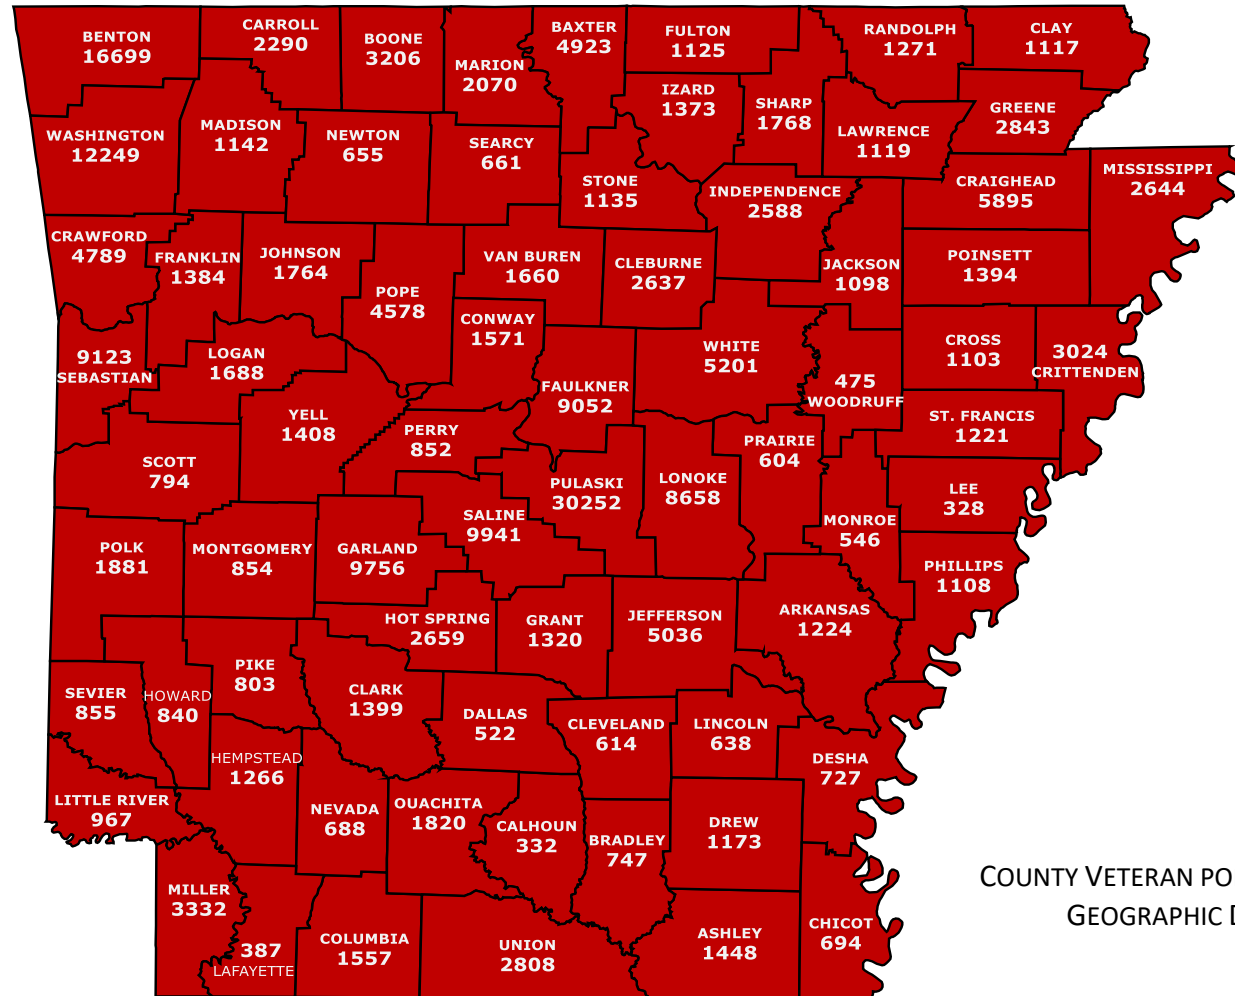 BENTON
16699
CARROLL
2290
BOONE
3206
MARION
2070
BAXTER
4923
FULTON
1125
RANDOLPH
1271
CLAY
1117
IZARD
1373
SHARP
1768
LAWRENCE
1119
GREENE
2843
WASHINGTON
12249
MADISON
1142
NEWTON
655
SEARCY
661
STONE
1135
INDEPENDENCE
2588
CRAIGHEAD
5895
MISSISSIPPI
2644
CRAWFORD
4789
FRANKLIN
1384
JOHNSON
1764
POPE
4578
VAN BUREN
1660
CLEBURNE
2637
JACKSON
1098
POINSETT
1394
9123
SEBASTIAN
LOGAN
1688
CONWAY
1571
WHITE
5201
475
WOODRUFF
CROSS
1103
3024
CRITTENDEN
YELL
1408
FAULKNER
9052
PERRY
852
PRAIRIE
604
ST. FRANCIS
1221
SCOTT
794
SALINE
9941
PULASKI
30252
LONOKE
8658
MONROE
546
LEE
328
POLK
1881
MONTGOMERY
854
GARLAND
9756
PHILLIPS
1108
HOT SPRING
2659
GRANT
1320
JEFFERSON
5036
ARKANSAS
1224
SEVIER
855
HOWARD
840
PIKE
803
CLARK
1399
DALLAS
522
CLEVELAND
614
LINCOLN
638
DESHA
727
LITTLE RIVER
967
HEMPSTEAD
1266
NEVADA
688
OUACHITA
1820
CALHOUN
332
BRADLEY
747
DREW
1173
MILLER
3332
387
LAFAYETTE
COLUMBIA
1557
UNION
2808
ASHLEY
1448
CHICOT
694
COUNTY VETERAN PO
GEOGRAPHIC D